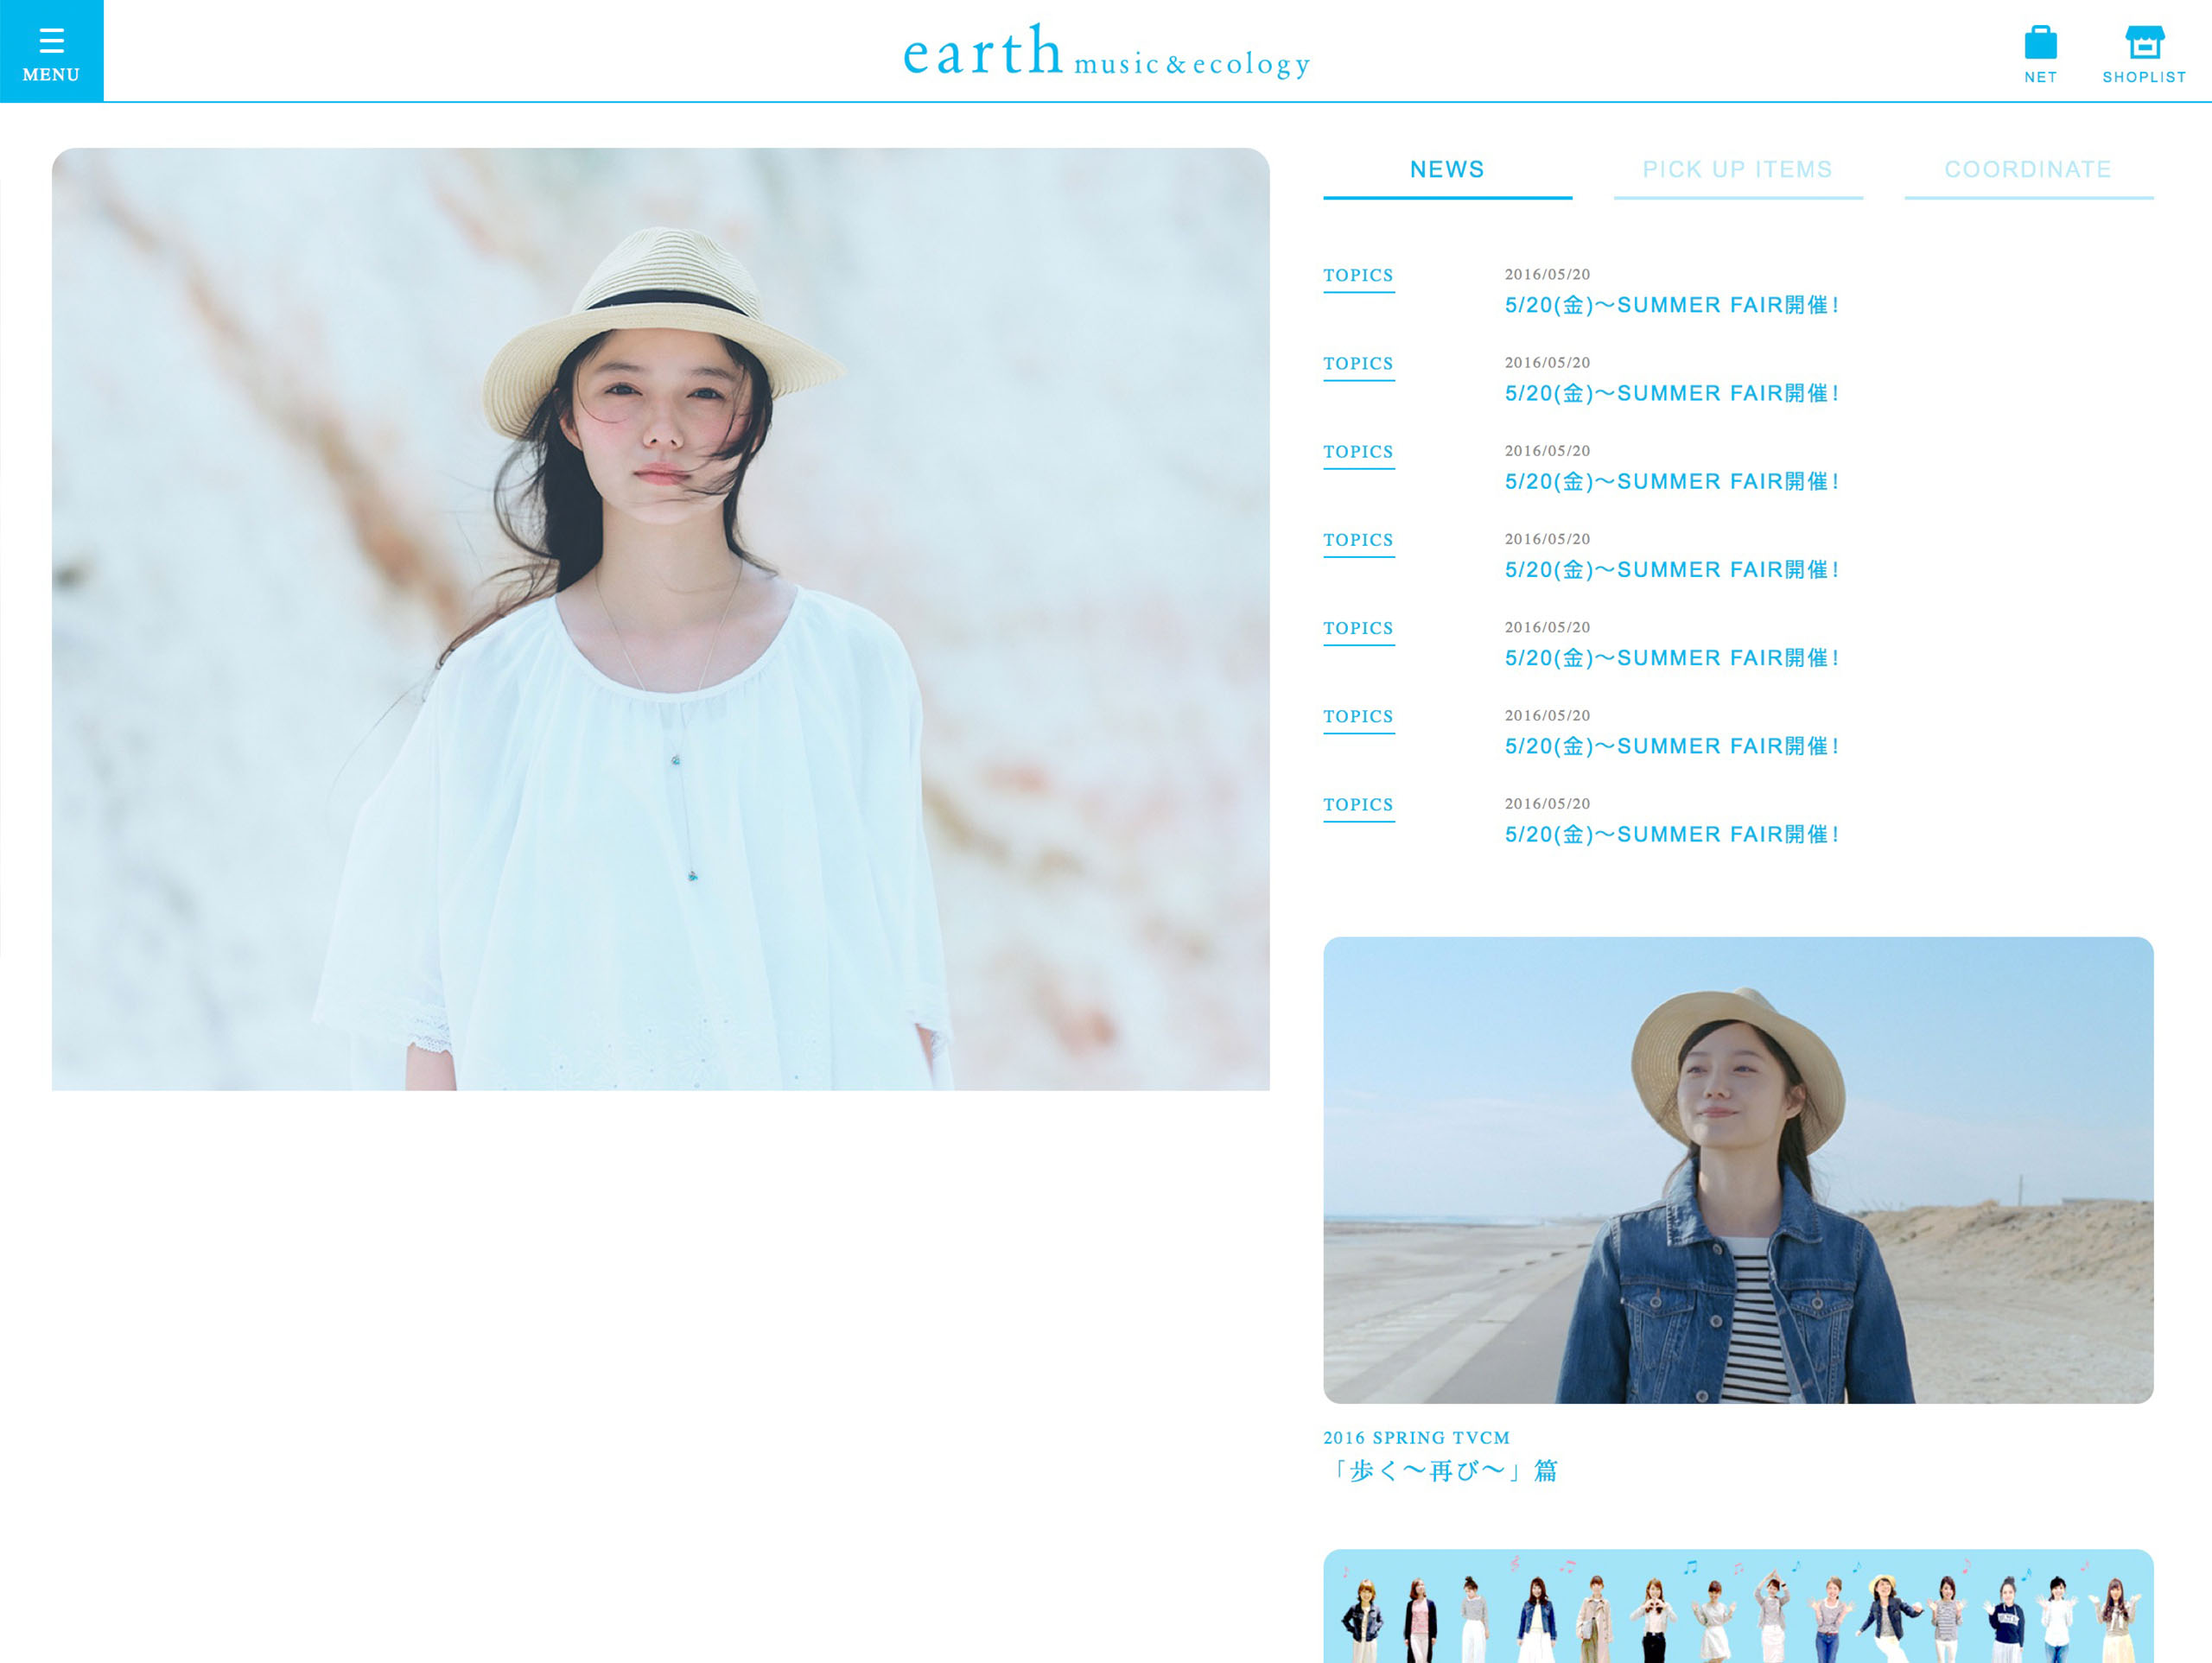 MENU
earth music&ecology
NET
SHOPLIST
NEWS
PICK UP ITEMS
COORDINATE
TOPICS
2016/05/20
5/20(金)〜SUMMER FAIR開催!
TOPICS
2016/05/20
5/20(金)〜SUMMER FAIR開催!
TOPICS
2016/05/20
5/20(金)〜SUMMER FAIR開催!
TOPICS
2016/05/20
5/20(金)〜SUMMER FAIR開催!
TOPICS
2016/05/20
5/20(金)〜SUMMER FAIR開催!
TOPICS
2016/05/20
5/20(金)〜SUMMER FAIR開催!
TOPICS
2016/05/20
5/20(金)〜SUMMER FAIR開催!
2016 SPRING TVCM
「歩く〜再び〜」篇